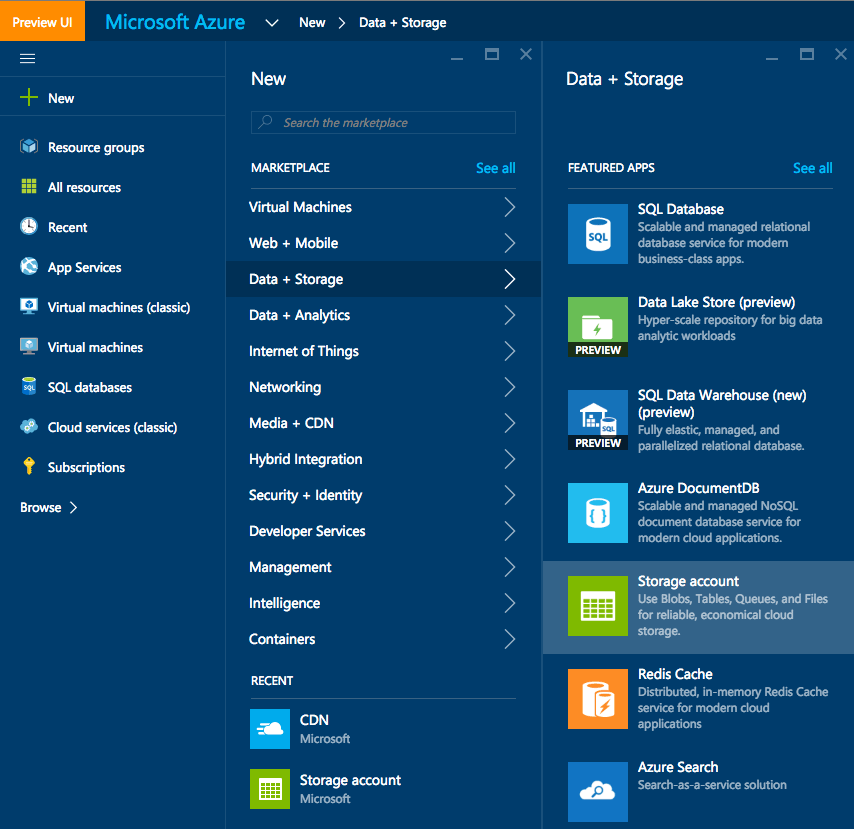 Preview UI
Microsoft Azure
New
Data + Storage
New
Resource groups
All resources
Recent
App Services
Virtual machines (classic)
Virtual machines
SQL databases
SQL
Cloud services (classic)
Subscriptions
Browse
New
Search the marketplace
MARKETPLACE
See all
Virtual Machines
Web + Mobile
Data + Storage
Data + Analytics
Internet of Things
Networking
Media + CDN
Hybrid Integration
Security + Identity
Developer Services
Management
Intelligence
Containers
RECENT
CDN
Microsoft
Storage account
Microsoft
Data + Storage
FEATURED APPS
See all
SQL
SQL Database
Scalable and managed relational
database service for modern
business-class apps.
PREVIEW
Data Lake Store (preview)
Hyper-scale repository for big data
analytic workloads
SQL
PREVIEW
SQL Data Warehouse (new)
(preview)
Fully elastic, managed, and
parallelized relational database.
{ }
Azure DocumentDB
Scalable and managed NoSQL
document database service for
modern cloud applications.
Storage account
Use Blobs, Tables, Queues, and Files
for reliable, economical cloud
storage.
Redis Cache
Distributed, in-memory Redis Cache
service for modern cloud
applications
Azure Search
Search-as-a-service solution